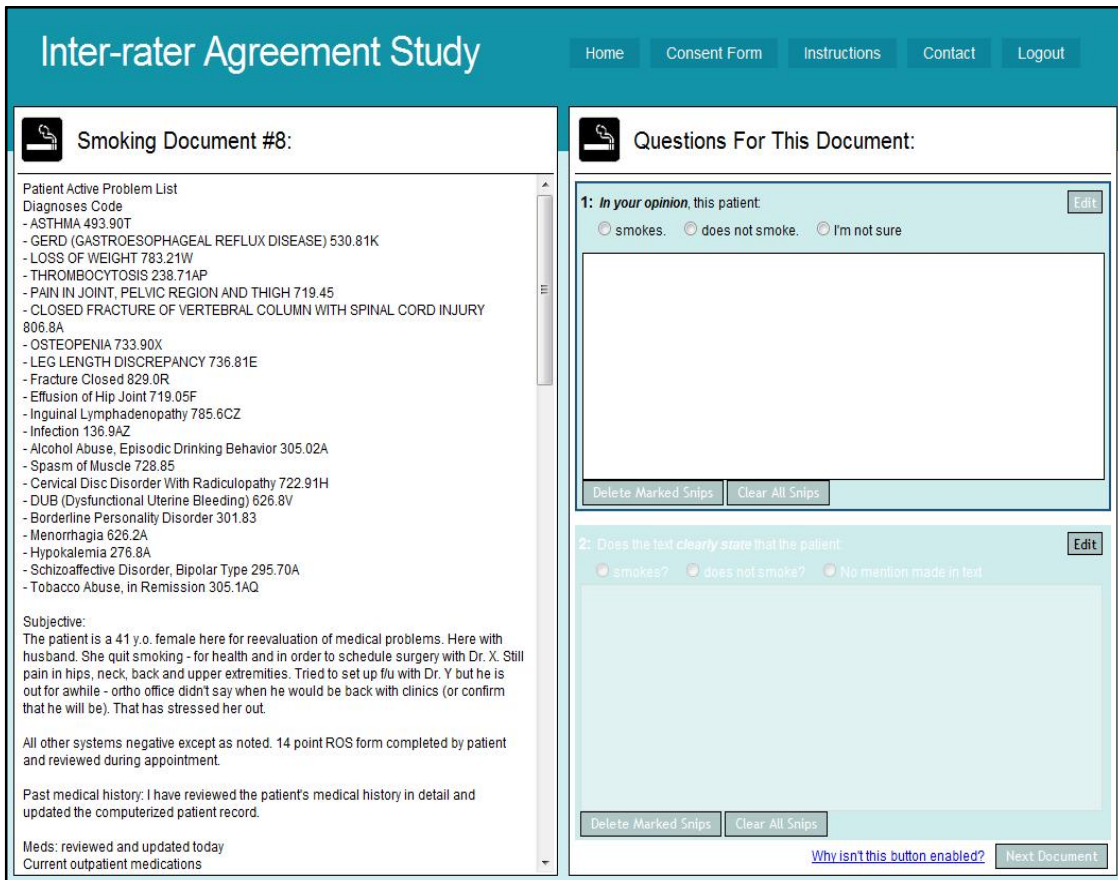 Inter-rater Agreement Study
Home Consent Form Instructions Contact Logout
Smoking Document #8:
Patient Active Problem List
Diagnoses Code
- ASTHMA 493.90T
- GERD (GASTROESOPHAGEAL REFLUX DISEASE) 530.81K
- LOSS OF WEIGHT 783.21W
- THROMBOCYTOSIS 238.71AP
- PAIN IN JOINT, PELVIC REGION AND THIGH 719.45
- CLOSED FRACTURE OF VERTEBRAL COLUMN WITH SPINAL CORD INJURY
806.8A
- OSTEOPENIA 733.90X
- LEG LENGTH DISCREPANCY 736.81E
- Fracture Closed 829.0R
- Effusion of Hip Joint 719.05F
- Inguinal Lymphadenopathy 785.6CZ
- Infection 136.9AZ
- Alcohol Abuse, Episodic Drinking Behavior 305.02A
- Spasm of Muscle 728.85
- Cervical Disc Disorder With Radiculopathy 722.91H
- DUB (Dysfunctional Uterine Bleeding) 626.8V
- Borderline Personality Disorder 301.83
- Menorrhagia 626.2A
- Hypokalemia 276.8A
- Schizoaffective Disorder, Bipolar Type 295.70A
- Tobacco Abuse, in Remission 305.1AQ
Subjective:
The patient is a 41 y.o. female here for reevaluation of medical problems. Here with
husband. She quit smoking - for health and in order to schedule surgery with Dr. X. Still
pain in hips, neck, back and upper extremities. Tried to set up f/u with Dr. Y but he is
out for awhile - ortho office didn't say when he would be back with clinics (or confirm
that he will be). That has stressed her out.
All other systems negative except as noted. 14 point ROS form completed by patient
and reviewed during appointment.
Past medical history: I have reviewed the patient's medical history in detail and
updated the computerized patient record.
Meds: reviewed and updated today
Current outpatient medications
Questions For This Document:
1: In your opinion, this patient: Edit
smokes. does not smoke. I'm not sure
Delete Marked Snips Clear All Snips
2: Does the text clearly state that the patient: Edit
smokes? does not smoke? No mention made in text
Delete Marked Snips Clear All Snips
Why isn't this button enabled? Next Document